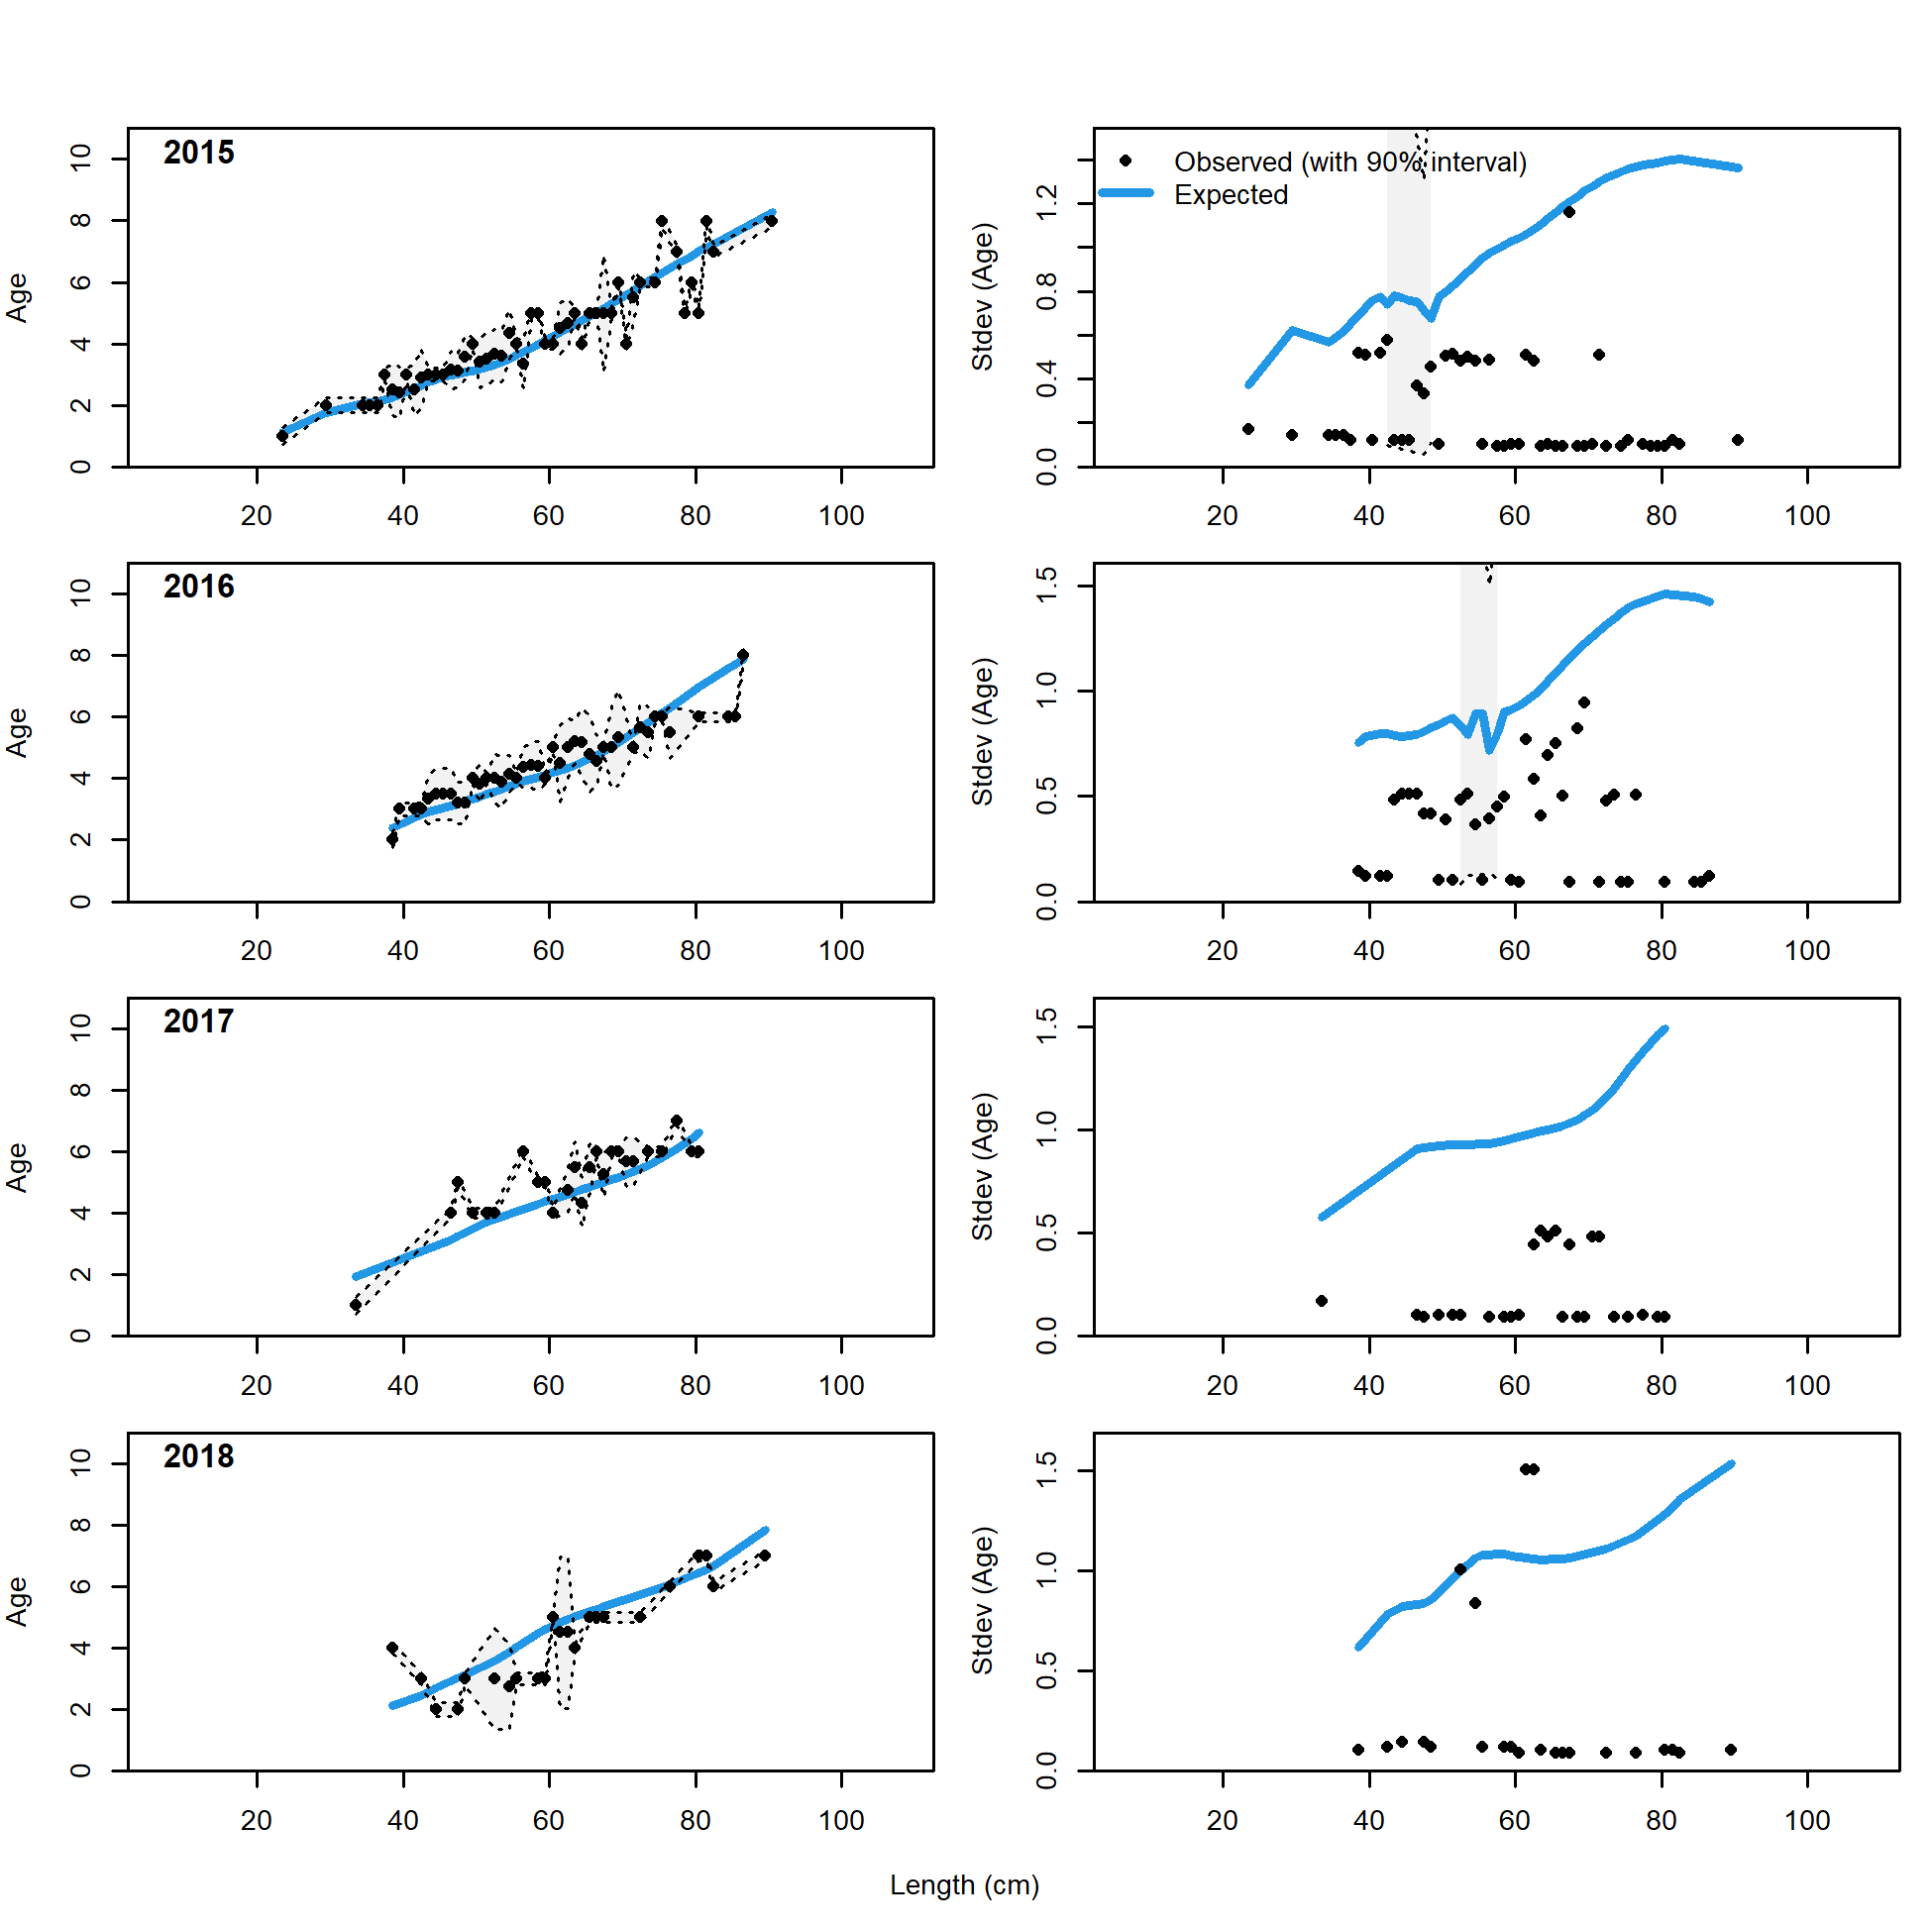 2015
Age
0 2 4 6 8 10
20 40 60 80 100
Observed (with 90% interval)
Expected
Stdev (Age)
0.0 0.4 0.8 1.2
20 40 60 80 100
2016
Age
0 2 4 6 8 10
20 40 60 80 100
Stdev (Age)
0.0 0.5 1.0 1.5
20 40 60 80 100
2017
Age
0 2 4 6 8 10
20 40 60 80 100
Stdev (Age)
0.0 0.5 1.0 1.5
20 40 60 80 100
2018
Age
0 2 4 6 8 10
20 40 60 80 100
Stdev (Age)
0.0 0.5 1.0 1.5
20 40 60 80 100
Length (cm)